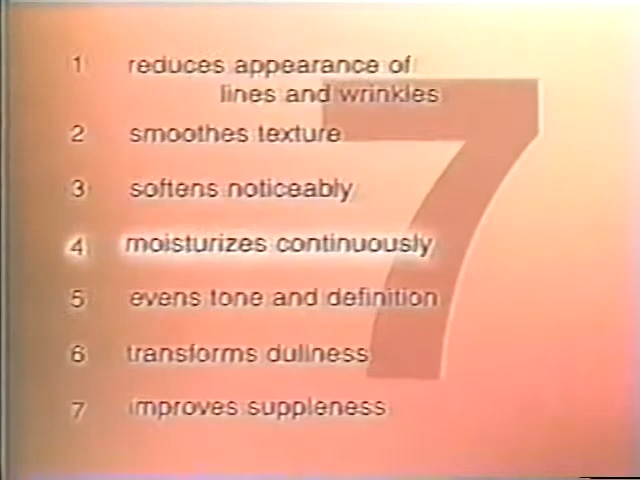 1 reduces appearance of
lines and wrinkles
2 smoothes texture
3 softens noticeably
4 moisturizes continuously
5 evens tone and definition
6 transforms dullness
7 improves suppleness
7